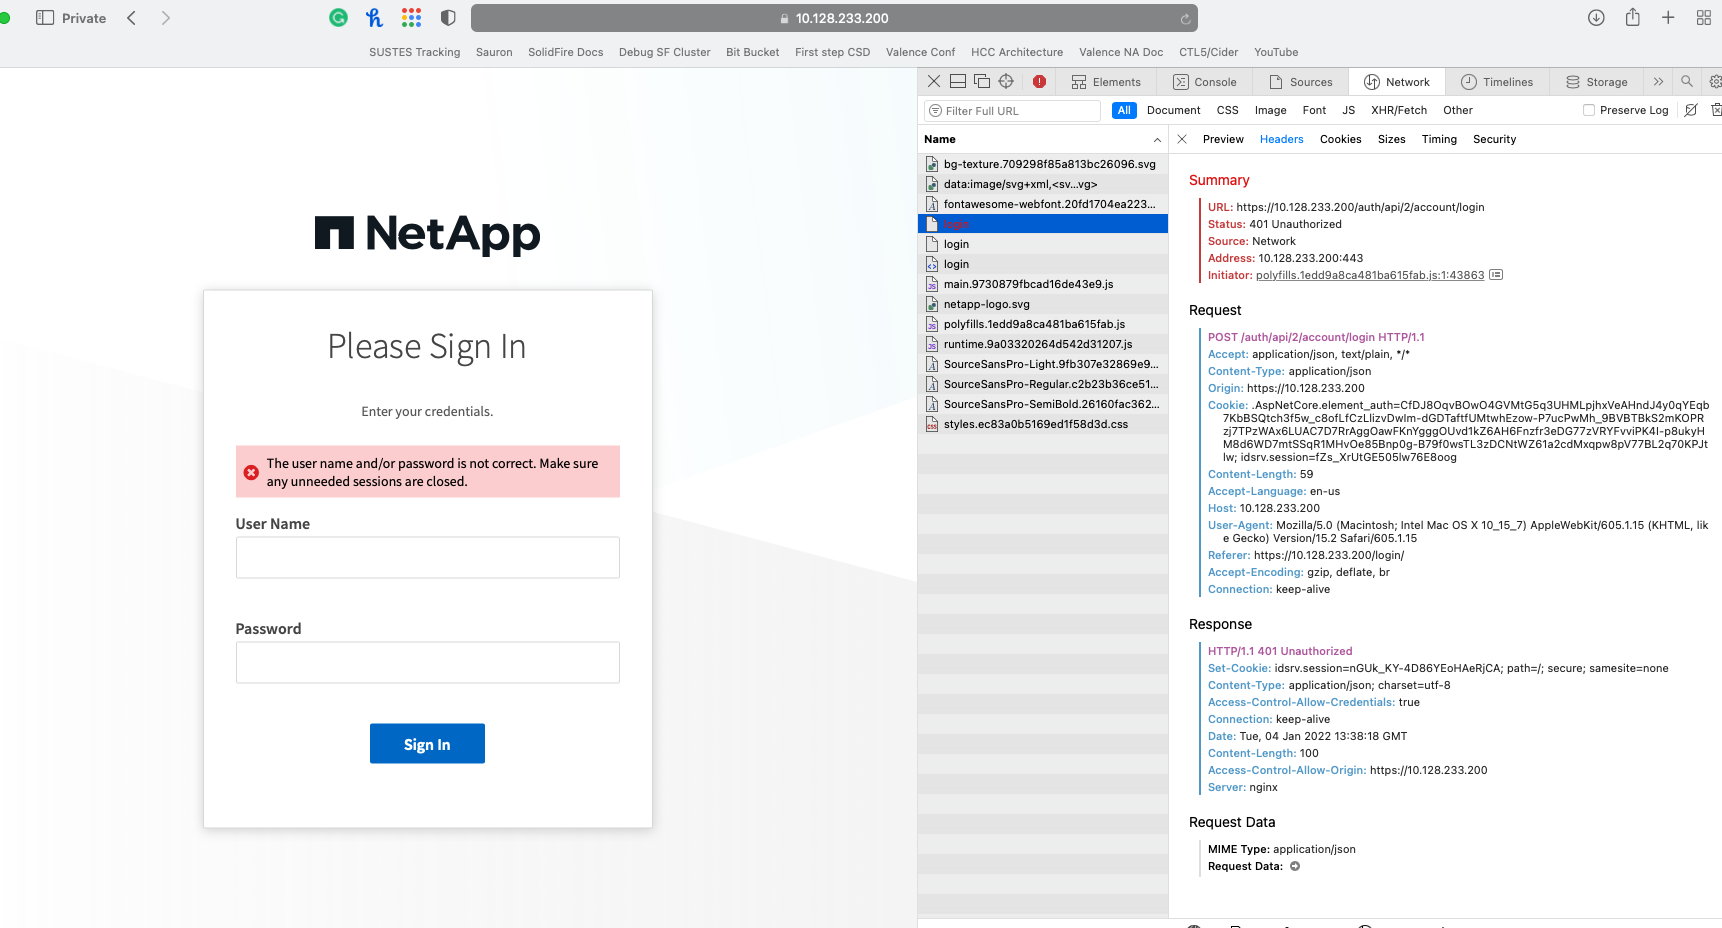 Private
10.128.233.200
SUSTES Tracking Sauron SolidFire Docs Debug SF Cluster Bit Bucket First step CSD Valence Conf HCC Architecture Valence NA Doc CTL5/Cider YouTube
NetApp
Please Sign In
Enter your credentials.
The user name and/or password is not correct. Make sure
any unneeded sessions are closed.
User Name
Password
Sign In
Elements Console Sources Network Timelines Storage
Filter Full URL All Document CSS Image Font JS XHR/Fetch Other Preserve Log
Name
bg-texture.709298f85a813bc26096.svg
data:image/svg+xml,<sv...vg>
fontawesome-webfont.20fd1704ea223...
login
login
login
main.9730879fbcad16de43e9.js
netapp-logo.svg
polyfills.1edd9a8ca481ba615fab.js
runtime.9a03320264d542d31207.js
SourceSansPro-Light.9fb307e32869e9...
SourceSansPro-Regular.c2b23b36ce51...
SourceSansPro-SemiBold.26160fac362...
styles.ec83a0b5169ed1f58d3d.css
Preview Headers Cookies Sizes Timing Security
Summary
URL: https://10.128.233.200/auth/api/2/account/login
Status: 401 Unauthorized
Source: Network
Address: 10.128.233.200:443
Initiator: polyfills.1edd9a8ca481ba615fab.js:1:43863
Request
POST /auth/api/2/account/login HTTP/1.1
Accept: application/json, text/plain, */*
Content-Type: application/json
Origin: https://10.128.233.200
Cookie: .AspNetCore.element_auth=CfDJ8OqvBOwO4GVMtG5q3UHMLpjhxVeAHndJ4y0qYEqb
7KbBSQtch3f5w_c8ofLfCzLlizvDwlm-dGDTaftfUMtwhEzow-P7ucPwMh_9BVBTBkS2mKOPR
zj7TPzWAx6LUAC7D7RrAggOawFKnYgggOUvd1kZ6AH6Fnzfr3eDG77zVRYFvviPK4l-p8ukyH
M8d6WD7mtSSqR1MHvOe85Bnp0g-B79f0wsTL3zDCNtWZ61a2cdMxqpw8pV77BL2q70KPJt
lw; idsrv.session=fZs_XrUtGE505lw76E8oog
Content-Length: 59
Accept-Language: en-us
Host: 10.128.233.200
User-Agent: Mozilla/5.0 (Macintosh; Intel Mac OS X 10_15_7) AppleWebKit/605.1.15 (KHTML, lik
e Gecko) Version/15.2 Safari/605.1.15
Referer: https://10.128.233.200/login/
Accept-Encoding: gzip, deflate, br
Connection: keep-alive
Response
HTTP/1.1 401 Unauthorized
Set-Cookie: idsrv.session=nGUk_KY-4D86YEoHAeRjCA; path=/; secure; samesite=none
Content-Type: application/json; charset=utf-8
Access-Control-Allow-Credentials: true
Connection: keep-alive
Date: Tue, 04 Jan 2022 13:38:18 GMT
Content-Length: 100
Access-Control-Allow-Origin: https://10.128.233.200
Server: nginx
Request Data
MIME Type: application/json
Request Data: